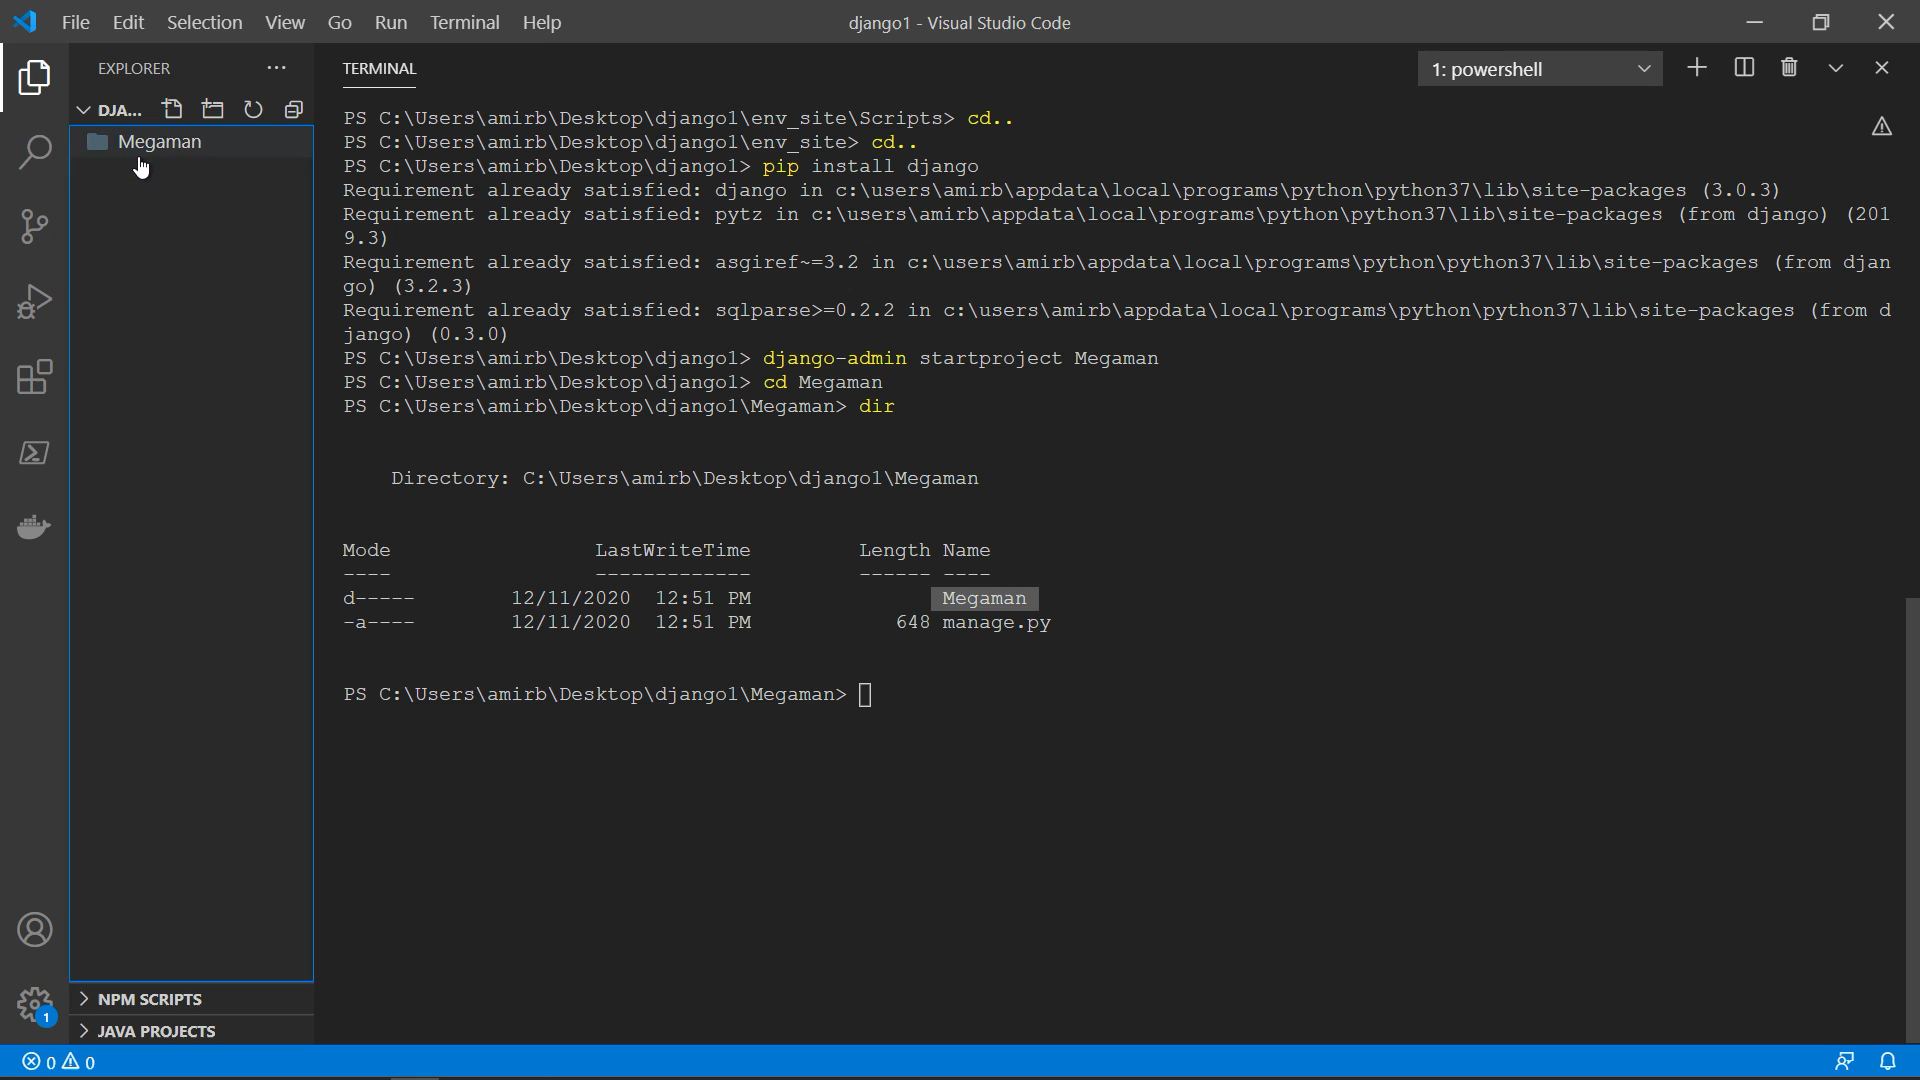 File Edit Selection View Go Run Terminal Help
django1 - Visual Studio Code
EXPLORER
DJA...
Megaman
NPM SCRIPTS
JAVA PROJECTS
TERMINAL
1: powershell
PS C:\Users\amirb\Desktop\django1\env_site\Scripts> cd..
PS C:\Users\amirb\Desktop\django1\env_site> cd..
PS C:\Users\amirb\Desktop\django1> pip install django
Requirement already satisfied: django in c:\users\amirb\appdata\local\programs\python\python37\lib\site-packages (3.0.3)
Requirement already satisfied: pytz in c:\users\amirb\appdata\local\programs\python\python37\lib\site-packages (from django) (201
9.3)
Requirement already satisfied: asgiref~=3.2 in c:\users\amirb\appdata\local\programs\python\python37\lib\site-packages (from djan
go) (3.2.3)
Requirement already satisfied: sqlparse>=0.2.2 in c:\users\amirb\appdata\local\programs\python\python37\lib\site-packages (from d
jango) (0.3.0)
PS C:\Users\amirb\Desktop\django1> django-admin startproject Megaman
PS C:\Users\amirb\Desktop\django1> cd Megaman
PS C:\Users\amirb\Desktop\django1\Megaman> dir
Directory: C:\Users\amirb\Desktop\django1\Megaman
Mode LastWriteTime Length Name
---- ------------- ------ ----
d----- 12/11/2020 12:51 PM Megaman
-a---- 12/11/2020 12:51 PM 648 manage.py
PS C:\Users\amirb\Desktop\django1\Megaman>
1
0 0